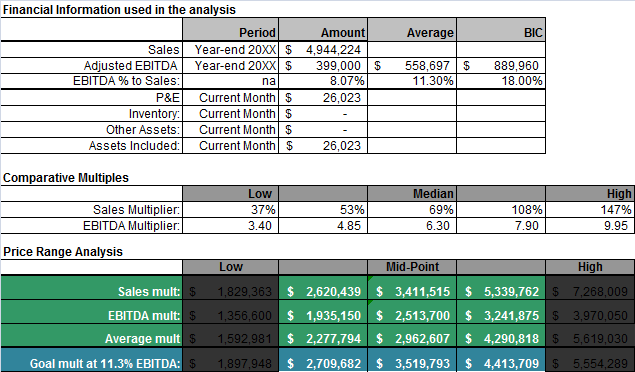 Financial Information used in the analysis
Period Amount Average BIC
Sales Year-end 20XX $ 4,944,224
Adjusted EBITDA Year-end 20XX $ 399,000 $ 558,697 $ 889,960
EBITDA % to Sales: na 8.07% 11.30% 18.00%
P&E Current Month $ 26,023
Inventory: Current Month $ -
Other Assets: Current Month $ -
Assets Included: Current Month $ 26,023
Comparative Multiples
Low Median High
Sales Multiplier: 37% 53% 69% 108% 147%
EBITDA Multiplier: 3.40 4.85 6.30 7.90 9.95
Price Range Analysis
Low Mid-Point High
Sales mult: $ 1,829,363 $ 2,620,439 $ 3,411,515 $ 5,339,762 $ 7,268,009
EBITDA mult: $ 1,356,600 $ 1,935,150 $ 2,513,700 $ 3,241,875 $ 3,970,050
Average mult $ 1,592,981 $ 2,277,794 $ 2,962,607 $ 4,290,818 $ 5,619,030
Goal mult at 11.3% EBITDA: $ 1,897,948 $ 2,709,682 $ 3,519,793 $ 4,413,709 $ 5,554,289